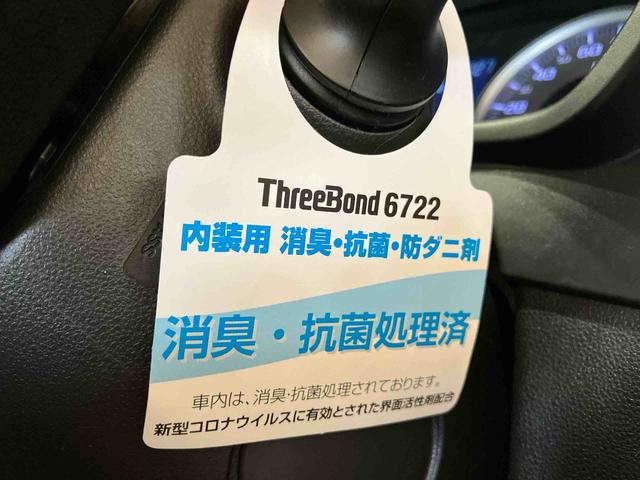 ThreeBond 6722
内装用 消臭・抗菌・防ダニ剤
消臭・抗菌処理済
車内は、消臭・抗菌処理されております。
新型コロナウイルスに有効とされた界面活性剤配合